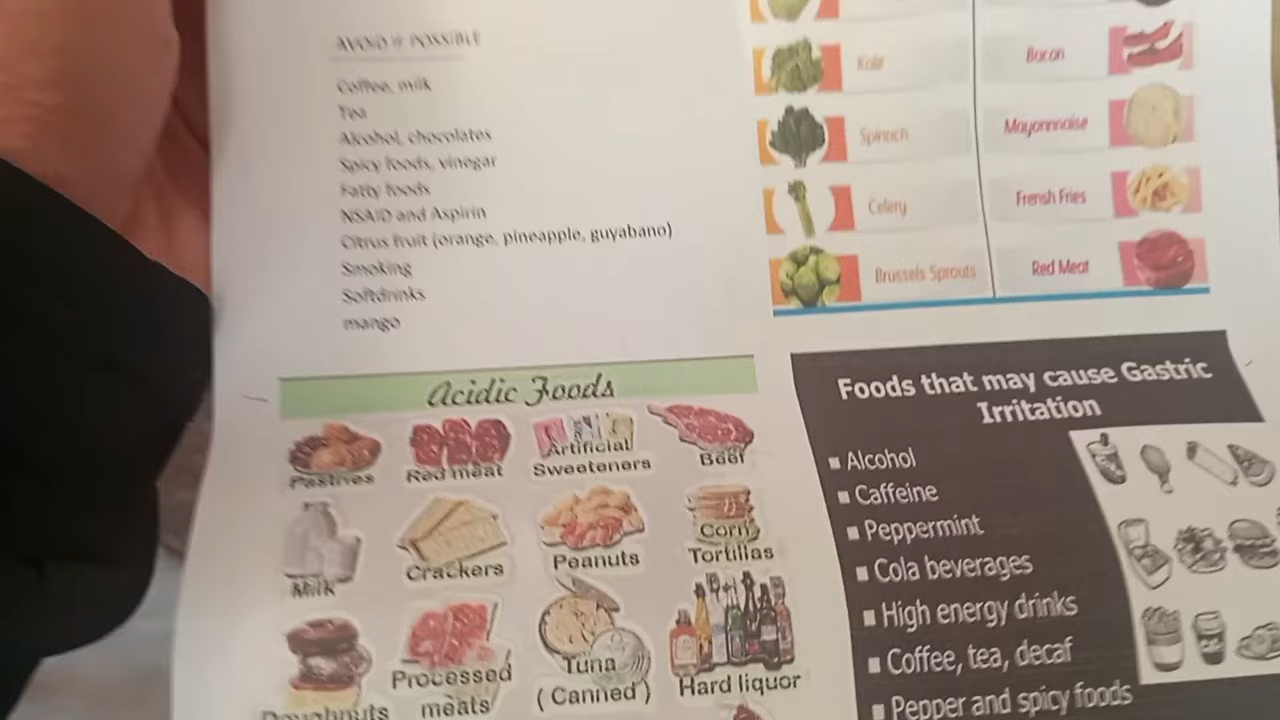 AVOID IF POSSIBLE
Coffee, milk
Tea
Alcohol, chocolates
Spicy foods, vinegar
Fatty foods
NSAID and Aspirin
Citrus fruit (orange, pineapple, guyabano)
Smoking
Softdrinks
mango
Kale
Spinach
Celery
Brussels Sprouts
Bacon
Mayonnnaise
Frensh Fries
Red Meat
Acidic Foods
Pastries
Red meat
Artificial
Sweeteners
Beef
Milk
Crackers
Peanuts
Corn
Tortillas
Doughnuts
Processed
meats
Tuna
( Canned )
Hard liquor
Foods that may cause Gastric
Irritation
▪ Alcohol
▪ Caffeine
▪ Peppermint
▪ Cola beverages
▪ High energy drinks
▪ Coffee, tea, decaf
▪ Pepper and spicy foods